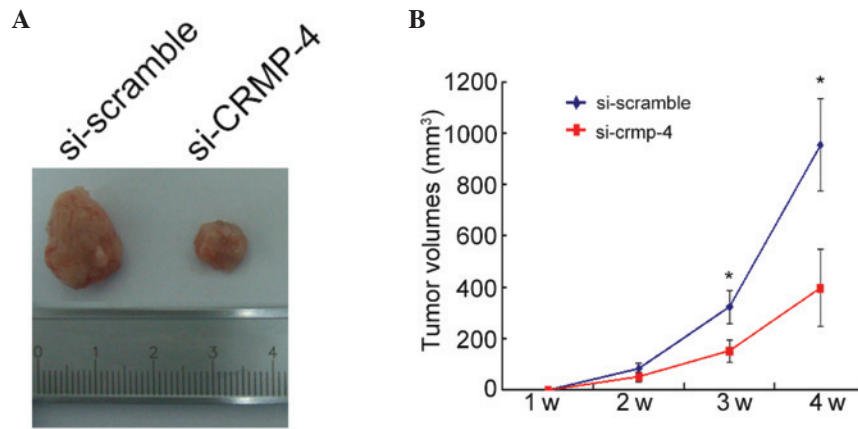 A
si-scramble
si-CRMP-4
0 1 2 3 4
B
Tumor volumes (mm³)
1200
1000
800
600
400
200
0
si-scramble
si-crmp-4
*
*
1 w 2 w 3 w 4 w